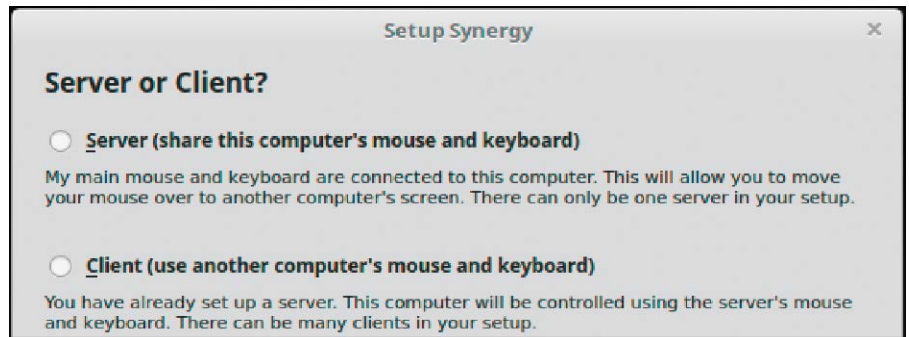 Setup Synergy
Server or Client?
Server (share this computer's mouse and keyboard)
My main mouse and keyboard are connected to this computer. This will allow you to move
your mouse over to another computer's screen. There can only be one server in your setup.
Client (use another computer's mouse and keyboard)
You have already set up a server. This computer will be controlled using the server's mouse
and keyboard. There can be many clients in your setup.